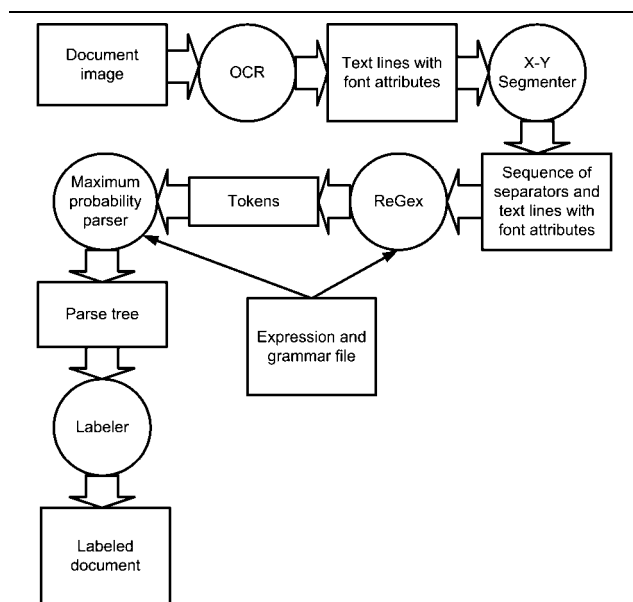 Document
image
OCR
Text lines with
font attributes
X-Y
Segmenter
Maximum
probability
parser
Tokens
ReGex
Sequence of
separators and
text lines with
font attributes
Parse tree
Expression and
grammar file
Labeler
Labeled
document